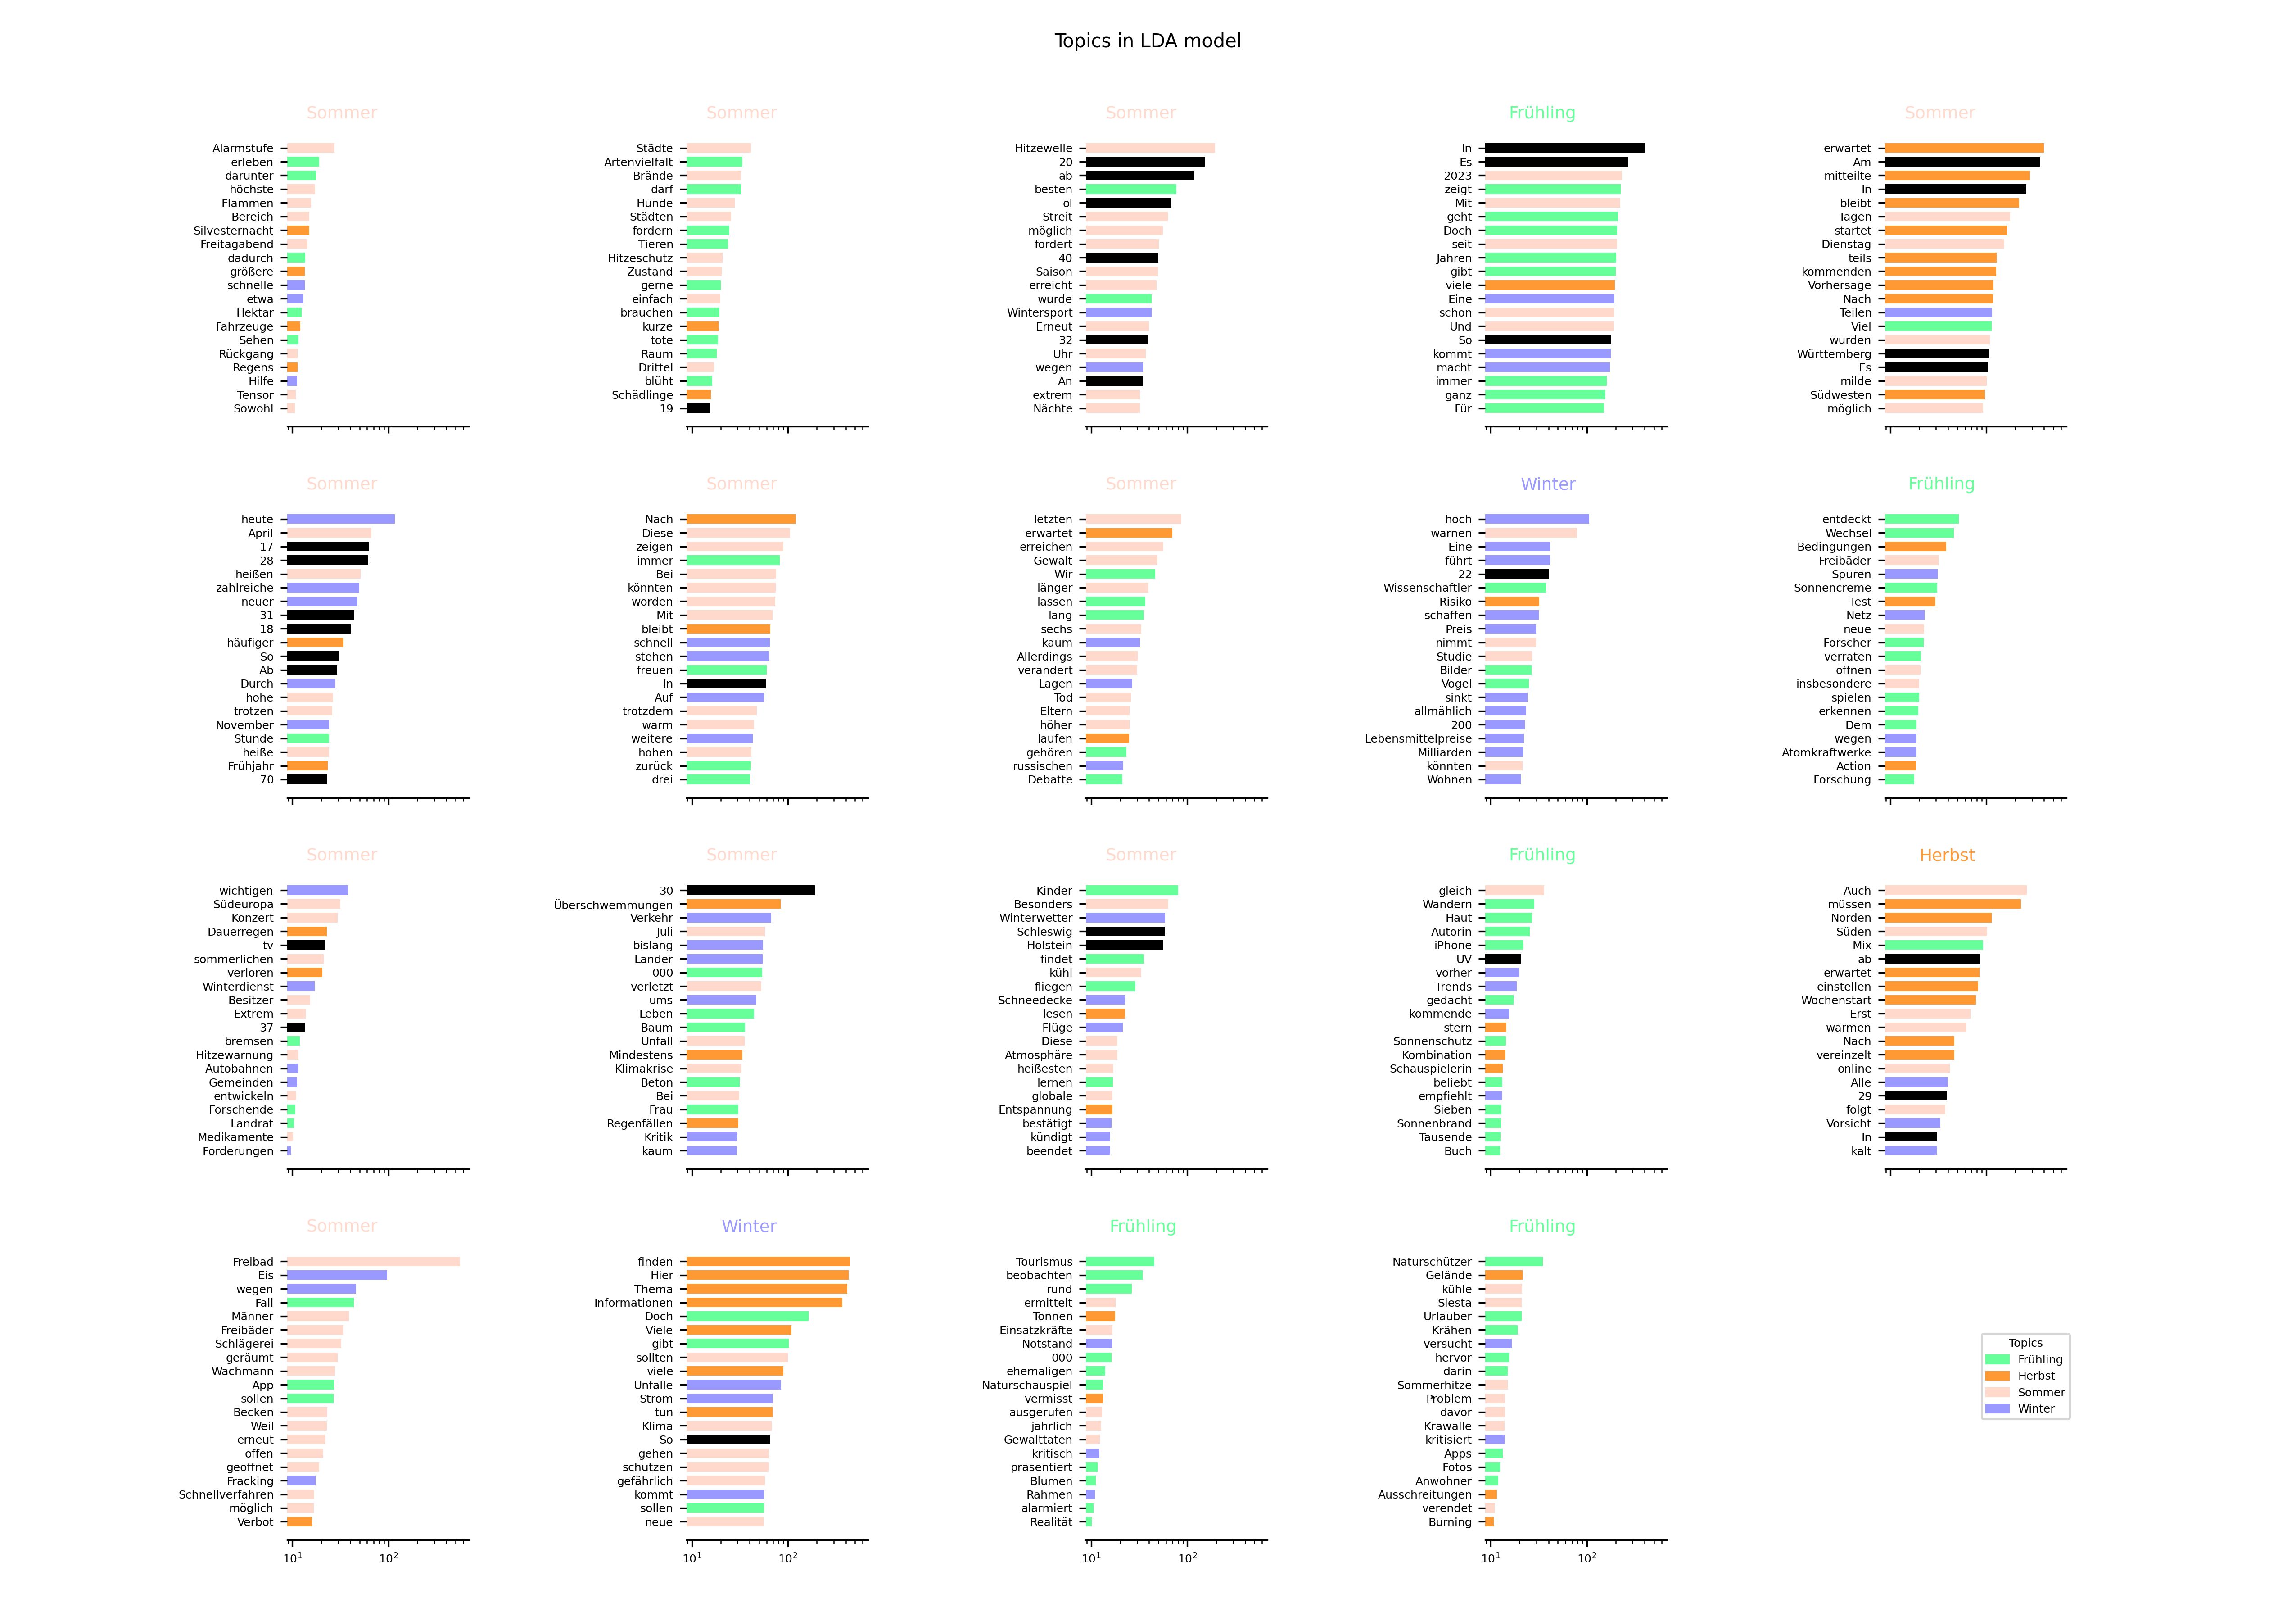 Topics in LDA model
Sommer
Alarmstufe
erleben
darunter
höchste
Flammen
Bereich
Silvesternacht
Freitagabend
dadurch
größere
schnelle
etwa
Hektar
Fahrzeuge
Sehen
Rückgang
Regens
Hilfe
Tensor
Sowohl
Sommer
Städte
Artenvielfalt
Brände
darf
Hunde
Städten
fordern
Tieren
Hitzeschutz
Zustand
gerne
einfach
brauchen
kurze
tote
Raum
Drittel
blüht
Schädlinge
19
Sommer
Hitzewelle
20
ab
besten
ol
Streit
möglich
fordert
40
Saison
erreicht
wurde
Wintersport
Erneut
32
Uhr
wegen
An
extrem
Nächte
Frühling
In
Es
2023
zeigt
Mit
geht
Doch
seit
Jahren
gibt
viele
Eine
schon
Und
So
kommt
macht
immer
ganz
Für
Sommer
erwartet
Am
mitteilte
In
bleibt
Tagen
startet
Dienstag
teils
kommenden
Vorhersage
Nach
Teilen
Viel
wurden
Württemberg
Es
milde
Südwesten
möglich
Sommer
heute
April
17
28
heißen
zahlreiche
neuer
31
18
häufiger
So
Ab
Durch
hohe
trotzen
November
Stunde
heiße
Frühjahr
70
Sommer
Nach
Diese
zeigen
immer
Bei
könnten
worden
Mit
bleibt
schnell
stehen
freuen
In
Auf
trotzdem
warm
weitere
hohen
zurück
drei
Sommer
letzten
erwartet
erreichen
Gewalt
Wir
länger
lassen
lang
sechs
kaum
Allerdings
verändert
Lagen
Tod
Eltern
höher
laufen
gehören
russischen
Debatte
Winter
hoch
warnen
Eine
führt
22
Wissenschaftler
Risiko
schaffen
Preis
nimmt
Studie
Bilder
Vogel
sinkt
allmählich
200
Lebensmittelpreise
Milliarden
könnten
Wohnen
Frühling
entdeckt
Wechsel
Bedingungen
Freibäder
Spuren
Sonnencreme
Test
Netz
neue
Forscher
verraten
öffnen
insbesondere
spielen
erkennen
Dem
wegen
Atomkraftwerke
Action
Forschung
Sommer
wichtigen
Südeuropa
Konzert
Dauerregen
tv
sommerlichen
verloren
Winterdienst
Besitzer
Extrem
37
bremsen
Hitzewarnung
Autobahnen
Gemeinden
entwickeln
Forschende
Landrat
Medikamente
Forderungen
Sommer
30
Überschwemmungen
Verkehr
Juli
bislang
Länder
000
verletzt
ums
Leben
Baum
Unfall
Mindestens
Klimakrise
Beton
Bei
Frau
Regenfällen
Kritik
kaum
Sommer
Kinder
Besonders
Winterwetter
Schleswig
Holstein
findet
kühl
fliegen
Schneedecke
lesen
Flüge
Diese
Atmosphäre
heißesten
lernen
globale
Entspannung
bestätigt
kündigt
beendet
Frühling
gleich
Wandern
Haut
Autorin
iPhone
UV
vorher
Trends
gedacht
kommende
stern
Sonnenschutz
Kombination
Schauspielerin
beliebt
empfiehlt
Sieben
Sonnenbrand
Tausende
Buch
Herbst
Auch
müssen
Norden
Süden
Mix
ab
erwartet
einstellen
Wochenstart
Erst
warmen
Nach
vereinzelt
online
Alle
29
folgt
Vorsicht
In
kalt
Sommer
Freibad
Eis
wegen
Fall
Männer
Freibäder
Schlägerei
geräumt
Wachmann
App
sollen
Becken
Weil
erneut
offen
geöffnet
Fracking
Schnellverfahren
möglich
Verbot
10¹ 10²
Winter
finden
Hier
Thema
Informationen
Doch
Viele
gibt
sollten
viele
Unfälle
Strom
tun
Klima
So
gehen
schützen
gefährlich
kommt
sollen
neue
10¹ 10²
Frühling
Tourismus
beobachten
rund
ermittelt
Tonnen
Einsatzkräfte
Notstand
000
ehemaligen
Naturschauspiel
vermisst
ausgerufen
jährlich
Gewalttaten
kritisch
präsentiert
Blumen
Rahmen
alarmiert
Realität
10¹ 10²
Frühling
Naturschützer
Gelände
kühle
Siesta
Urlauber
Krähen
versucht
hervor
darin
Sommerhitze
Problem
davor
Krawalle
kritisiert
Apps
Fotos
Anwohner
Ausschreitungen
verendet
Burning
10¹ 10²
Topics
Frühling
Herbst
Sommer
Winter